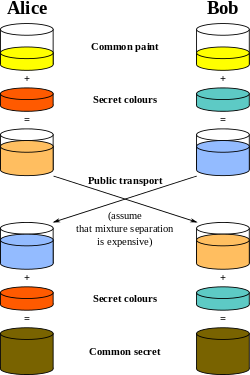 Alice Bob
Common paint
+ +
Secret colours
= =
Public transport
(assume
that mixture separation
is expensive)
+ +
Secret colours
= =
Common secret